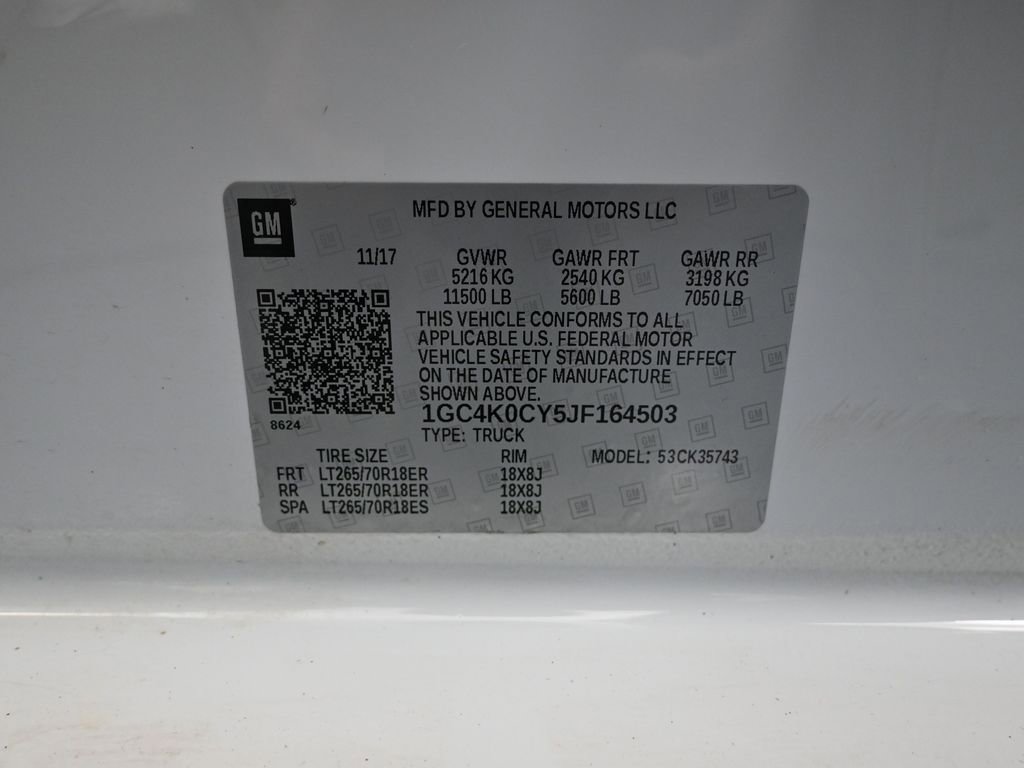 GM
MFD BY GENERAL MOTORS LLC
11/17 GVWR GAWR FRT GAWR RR
5216 KG 2540 KG 3198 KG
11500 LB 5600 LB 7050 LB
THIS VEHICLE CONFORMS TO ALL
APPLICABLE U.S. FEDERAL MOTOR
VEHICLE SAFETY STANDARDS IN EFFECT
ON THE DATE OF MANUFACTURE
SHOWN ABOVE.
1GC4K0CY5JF164503
8624
TYPE: TRUCK
TIRE SIZE RIM MODEL: 53CK35743
FRT LT265/70R18ER 18X8J
RR LT265/70R18ER 18X8J
SPA LT265/70R18ES 18X8J